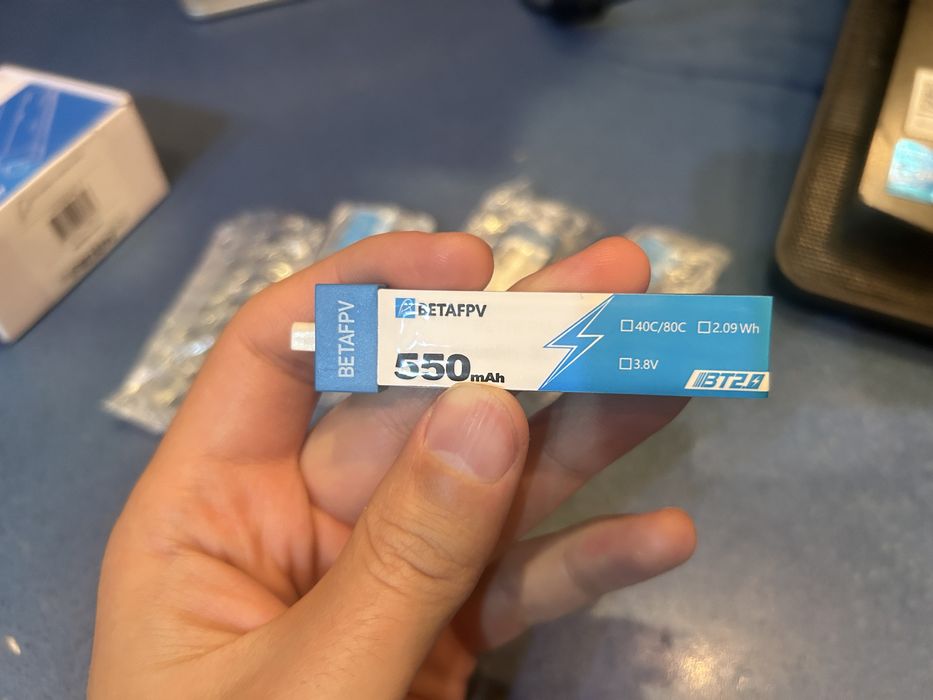 BETAFPV
BETAFPV
550mAh
40C/80C 2.09 Wh
3.8V
BT2.0